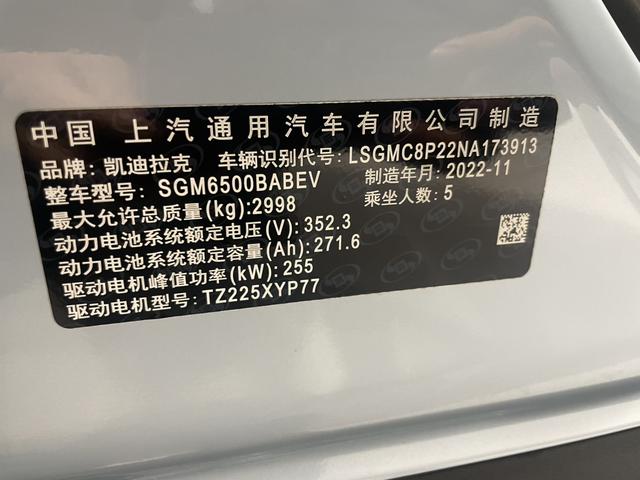 中国 上汽通用汽车有限公司制造
品牌:凯迪拉克 车辆识别代号:LSGMC8P22NA173913
整车型号:SGM6500BABEV 制造年月:2022-11
最大允许总质量(kg):2998 乘坐人数:5
动力电池系统额定电压(V):352.3
动力电池系统额定容量(Ah):271.6
驱动电机峰值功率(kW):255
驱动电机型号:TZ225XYP77